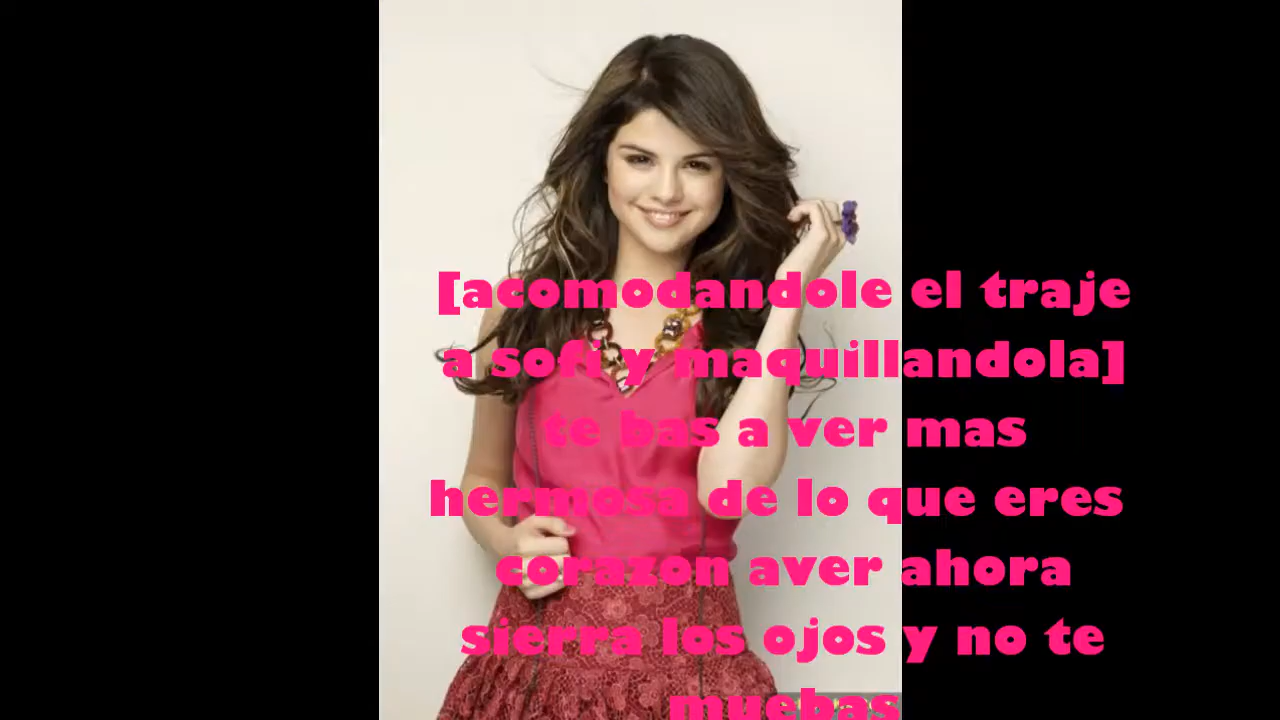 [acomodandole el traje
a sofi y maquillandola]
te bas a ver mas
hermosa de lo que eres
corazon aver ahora
sierra los ojos y no te
muebas